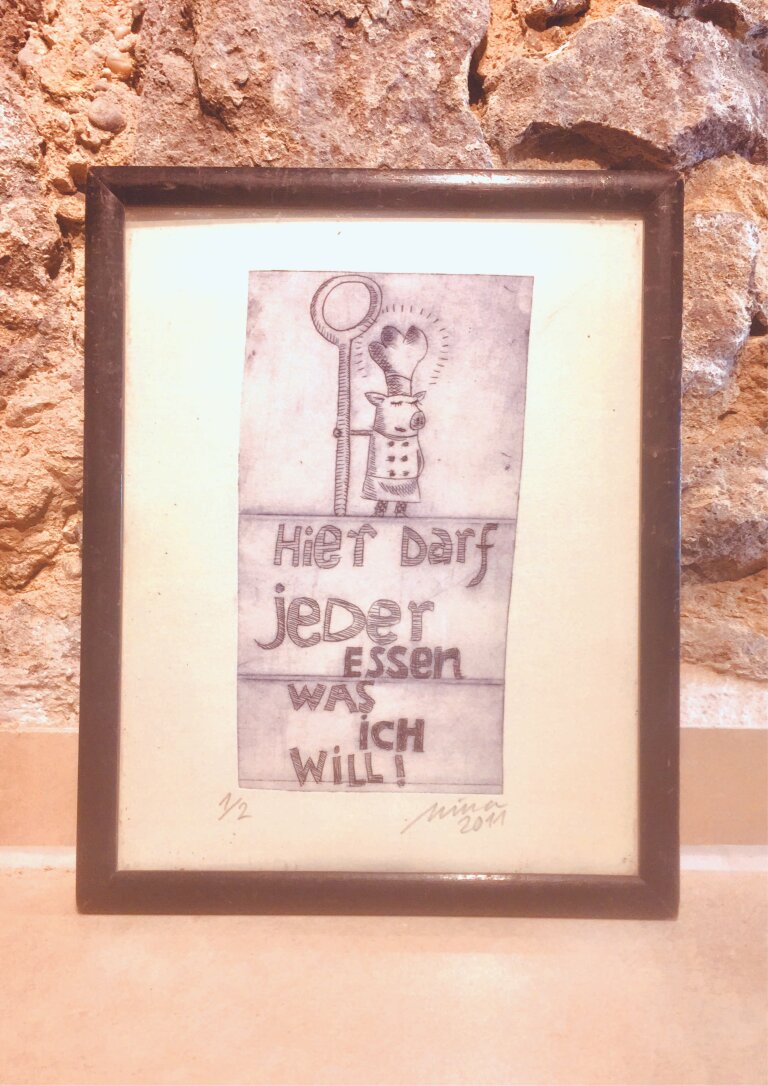 Hier Darf
jeder
ESSEn
WAS
iCH
WiLL!
1/2
Nina
2011